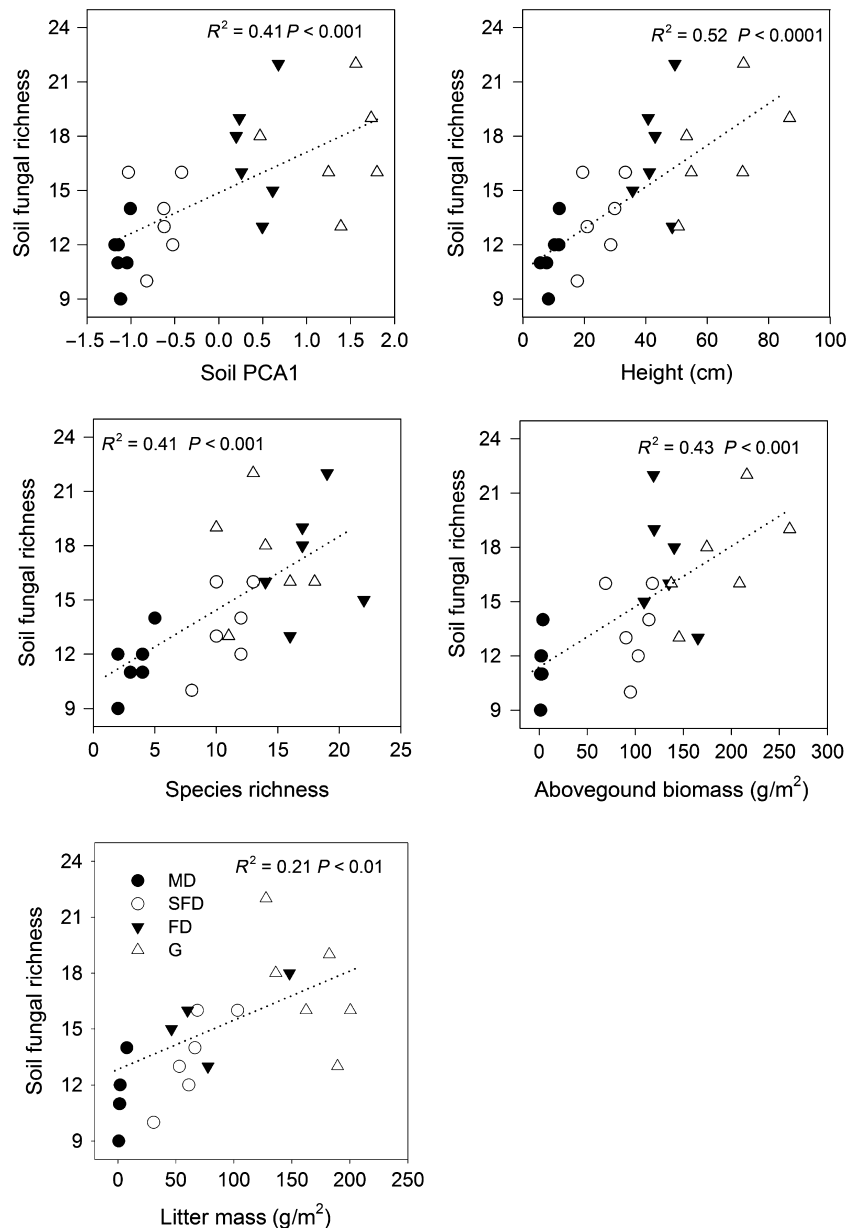 R² = 0.41 P < 0.001
24
21
18
15
12
9
Soil fungal richness
−1.5 −1.0 −0.5 0.0 0.5 1.0 1.5 2.0
Soil PCA1
R² = 0.52 P < 0.0001
24
21
18
15
12
9
Soil fungal richness
0 20 40 60 80 100
Height (cm)
R² = 0.41 P < 0.001
24
21
18
15
12
9
Soil fungal richness
0 5 10 15 20 25
Species richness
R² = 0.43 P < 0.001
24
21
18
15
12
9
Soil fungal richness
0 50 100 150 200 250 300
Abovegound biomass (g/m²)
R² = 0.21 P < 0.01
MD
SFD
FD
G
24
21
18
15
12
9
Soil fungal richness
0 50 100 150 200 250
Litter mass (g/m²)